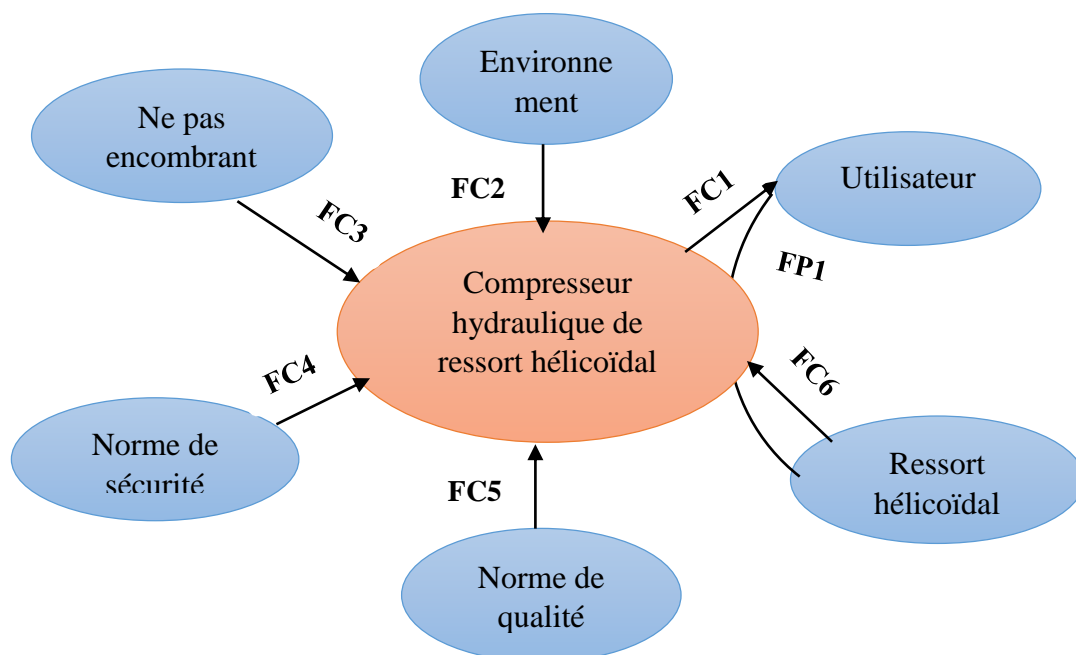 Environne
ment
Ne pas
encombrant
Utilisateur
FC2
FC1
FC3
FP1
Compresseur
hydraulique de
ressort hélicoïdal
FC4
FC6
Norme de
sécurité
Ressort
hélicoïdal
FC5
Norme de
qualité